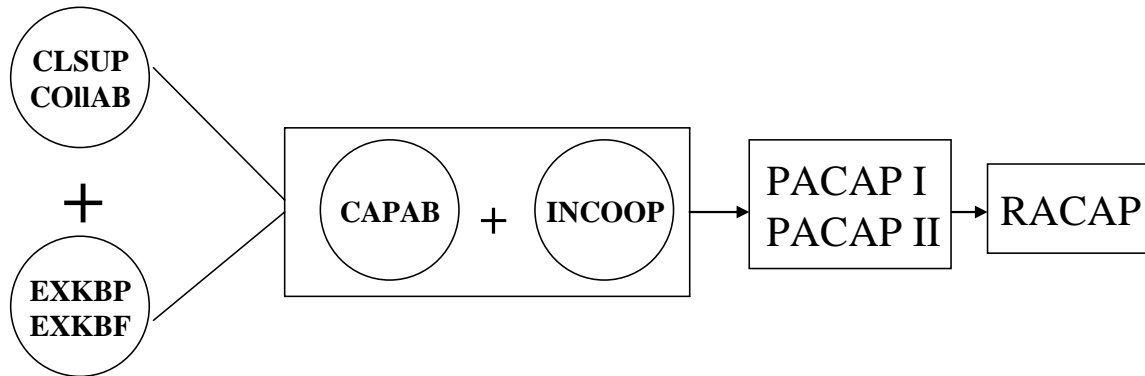 CLSUP
COllAB
+
EXKBP
EXKBF
CAPAB
+
INCOOP
PACAP I
PACAP II
RACAP